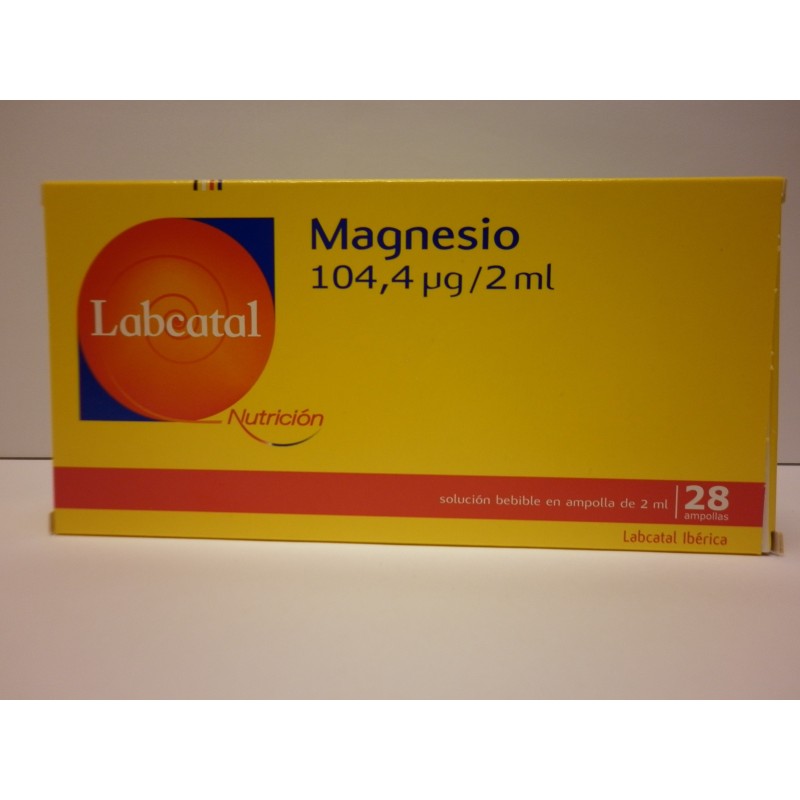 Magnesio
104,4 µg/2 ml
Labcatal
Nutrición
solución bebible en ampolla de 2 ml
28
ampollas
Labcatal Ibérica